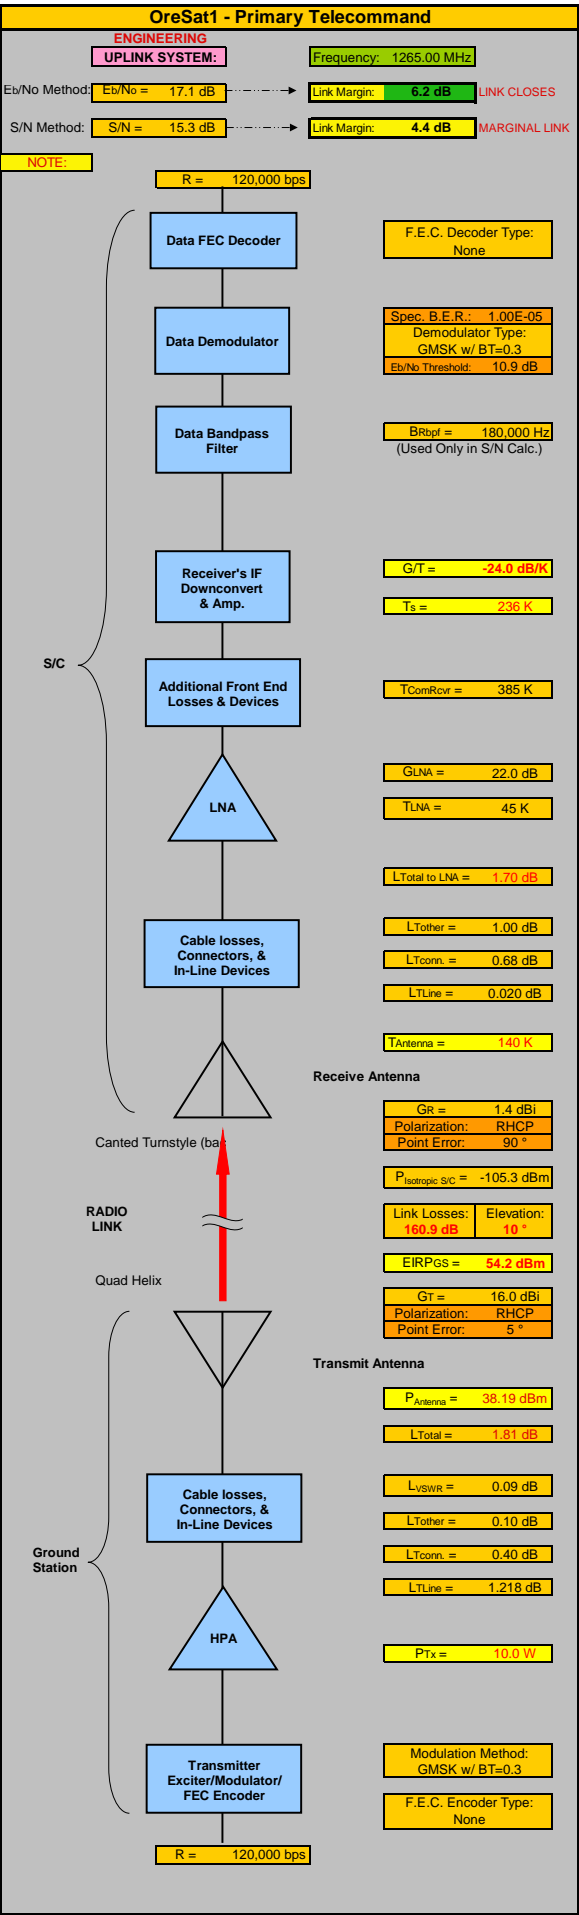 OreSat1 - Primary Telecommand
ENGINEERING
UPLINK SYSTEM:
Frequency: 1265.00 MHz
Eb/No Method: Eb/No = 17.1 dB Link Margin: 6.2 dB LINK CLOSES
S/N Method: S/N = 15.3 dB Link Margin: 4.4 dB MARGINAL LINK
NOTE:
R = 120,000 bps
Data FEC Decoder
F.E.C. Decoder Type:
None
Data Demodulator
Spec. B.E.R.: 1.00E-05
Demodulator Type:
GMSK w/ BT=0.3
Eb/No Threshold: 10.9 dB
Data Bandpass
Filter
BRbpf = 180,000 Hz
(Used Only in S/N Calc.)
Receiver's IF
Downconvert
& Amp.
G/T = -24.0 dB/K
Ts = 236 K
S/C
Additional Front End
Losses & Devices
TComRcvr = 385 K
LNA
GLNA = 22.0 dB
TLNA = 45 K
LTotal to LNA = 1.70 dB
Cable losses,
Connectors, &
In-Line Devices
LTother = 1.00 dB
LTconn. = 0.68 dB
LTLine = 0.020 dB
TAntenna = 140 K
Receive Antenna
GR = 1.4 dBi
Polarization: RHCP
Point Error: 90 °
Canted Turnstyle (bac
PIsotropic S/C = -105.3 dBm
RADIO
LINK
Link Losses: Elevation:
160.9 dB 10 °
EIRPGS = 54.2 dBm
Quad Helix
GT = 16.0 dBi
Polarization: RHCP
Point Error: 5 °
Transmit Antenna
PAntenna = 38.19 dBm
LTotal = 1.81 dB
Cable losses,
Connectors, &
In-Line Devices
LVSWR = 0.09 dB
LTother = 0.10 dB
LTconn. = 0.40 dB
LTLine = 1.218 dB
Ground
Station
HPA
PTx = 10.0 W
Transmitter
Exciter/Modulator/
FEC Encoder
Modulation Method:
GMSK w/ BT=0.3
F.E.C. Encoder Type:
None
R = 120,000 bps